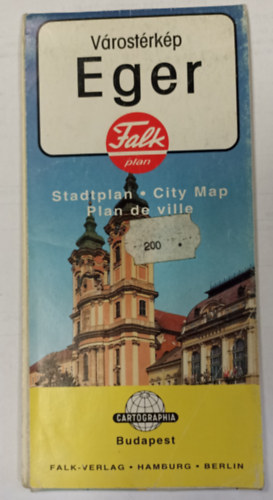 Várostérkép
Eger
Falk
plan
Stadtplan • City Map
Plan de ville
200
CARTOGRAPHIA
Budapest
FALK-VERLAG • HAMBURG • BERLIN